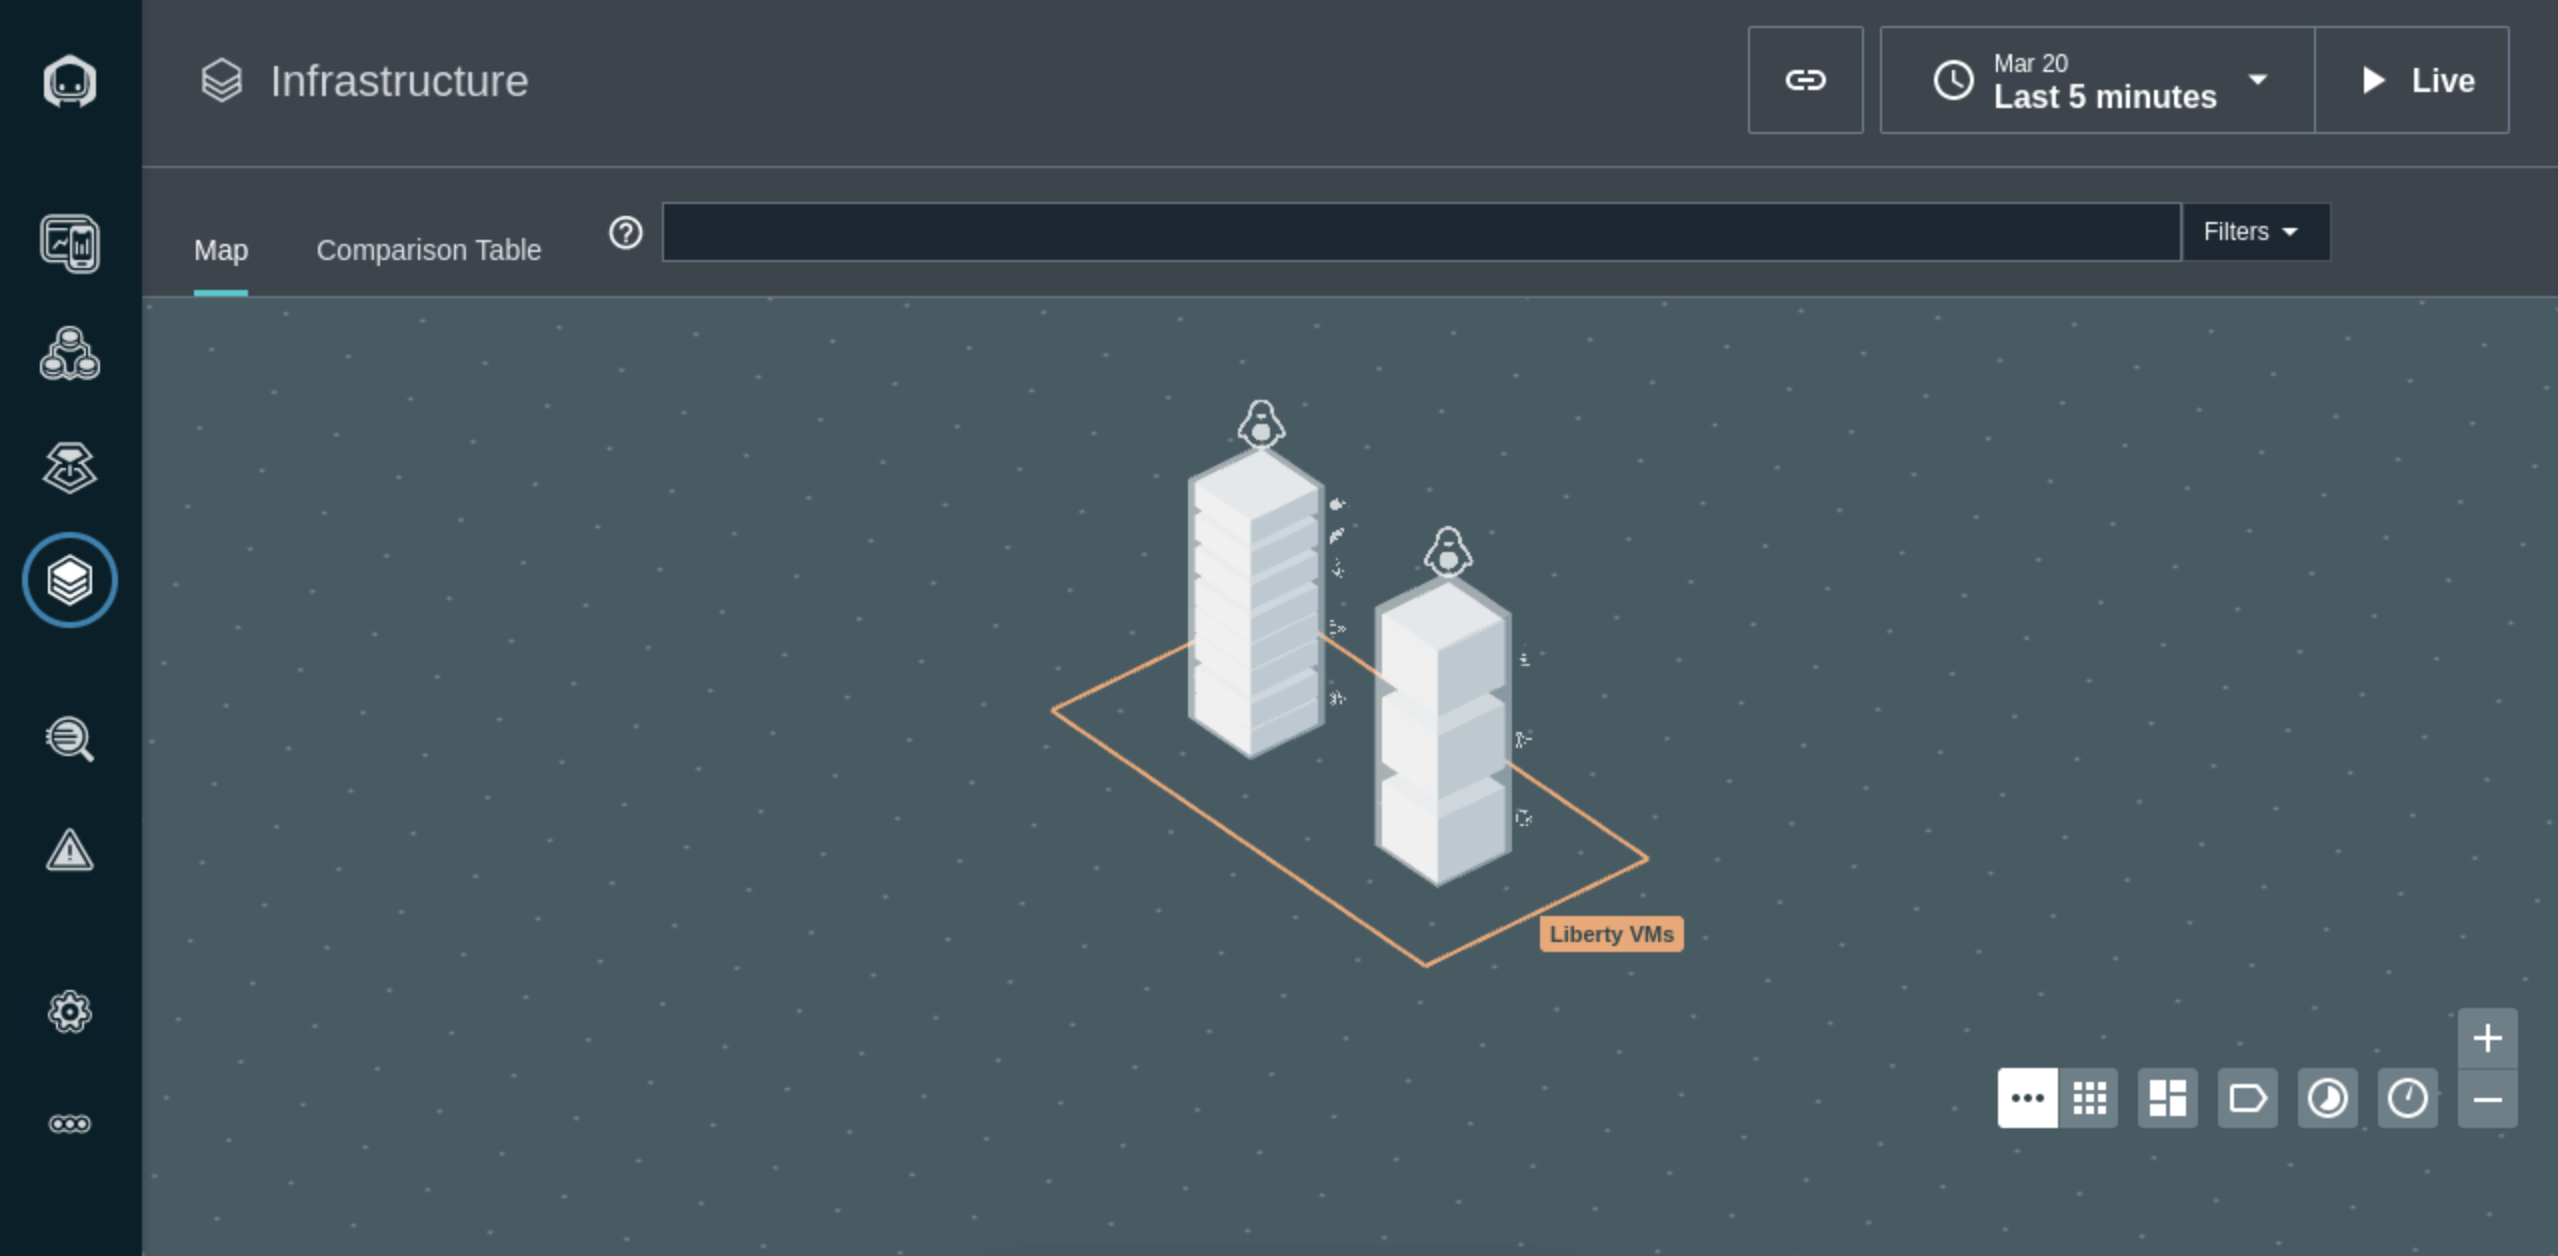 Infrastructure
Mar 20
Last 5 minutes
Live
Map
Comparison Table
Filters
Liberty VMs